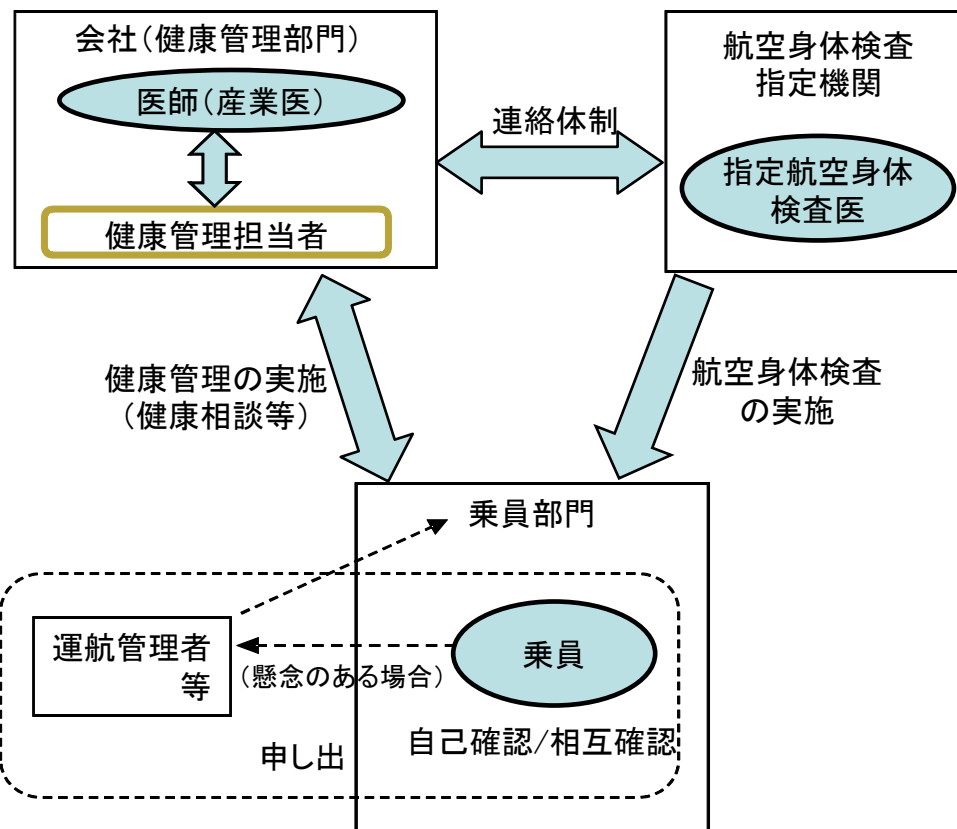 会社（健康管理部門）
医師（産業医）
健康管理担当者
連絡体制
航空身体検査
指定機関
指定航空身体
検査医
健康管理の実施
（健康相談等）
航空身体検査
の実施
乗員部門
運航管理者
等
（懸念のある場合）
乗員
申し出
自己確認/相互確認